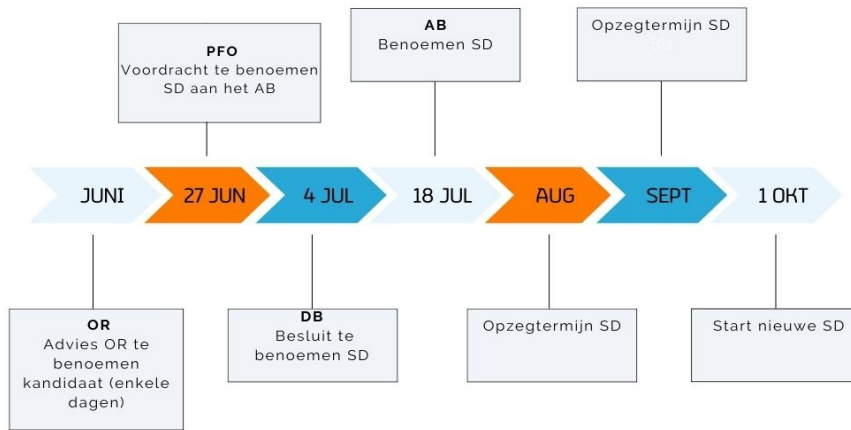 PFO
Voordracht te benoemen
SD aan het AB
AB
Benoemen SD
Opzegtermijn SD
JUNI
27 JUN
4 JUL
18 JUL
AUG
SEPT
1 OKT
OR
Advies OR te
benoemen
kandidaat (enkele
dagen)
DB
Besluit te
benoemen SD
Opzegtermijn SD
Start nieuwe SD